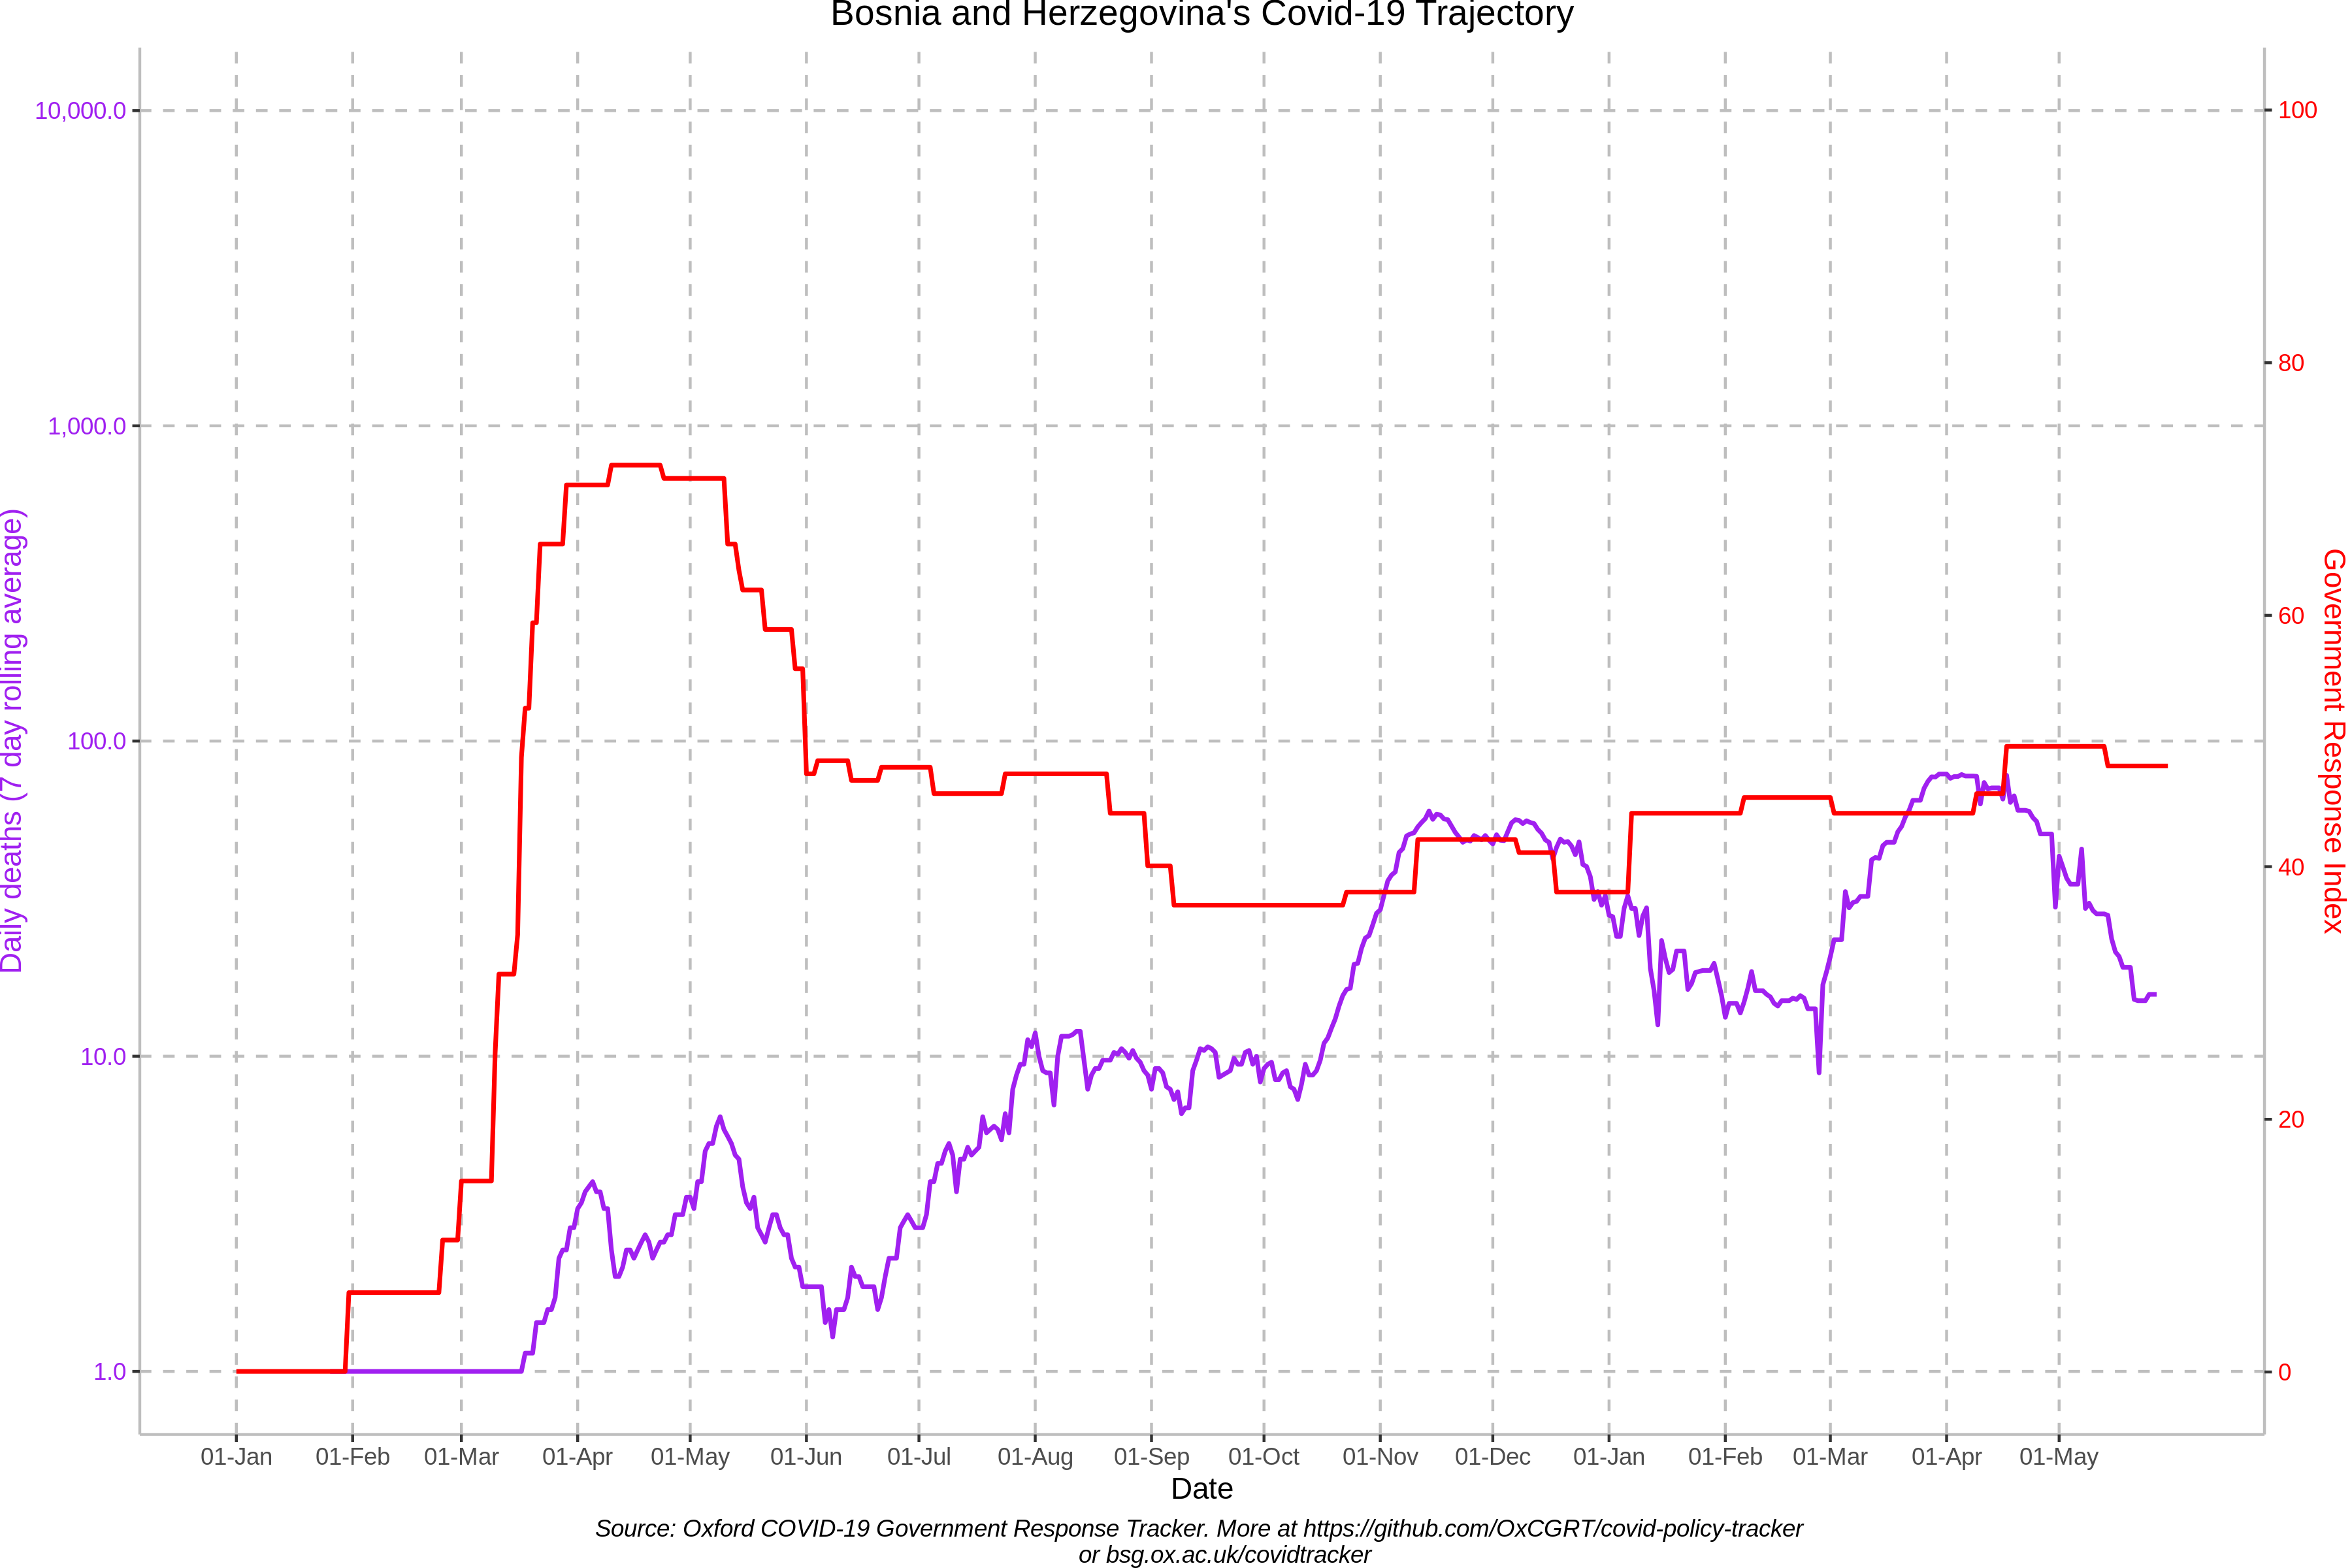 Bosnia and Herzegovina's Covid-19 Trajectory
10,000.0
1,000.0
100.0
10.0
1.0
Daily deaths (7 day rolling average)
100
80
60
40
20
0
Government Response Index
01-Jan 01-Feb 01-Mar 01-Apr 01-May 01-Jun 01-Jul 01-Aug 01-Sep 01-Oct 01-Nov 01-Dec 01-Jan 01-Feb 01-Mar 01-Apr 01-May
Date
Source: Oxford COVID-19 Government Response Tracker. More at https://github.com/OxCGRT/covid-policy-tracker
or bsg.ox.ac.uk/covidtracker